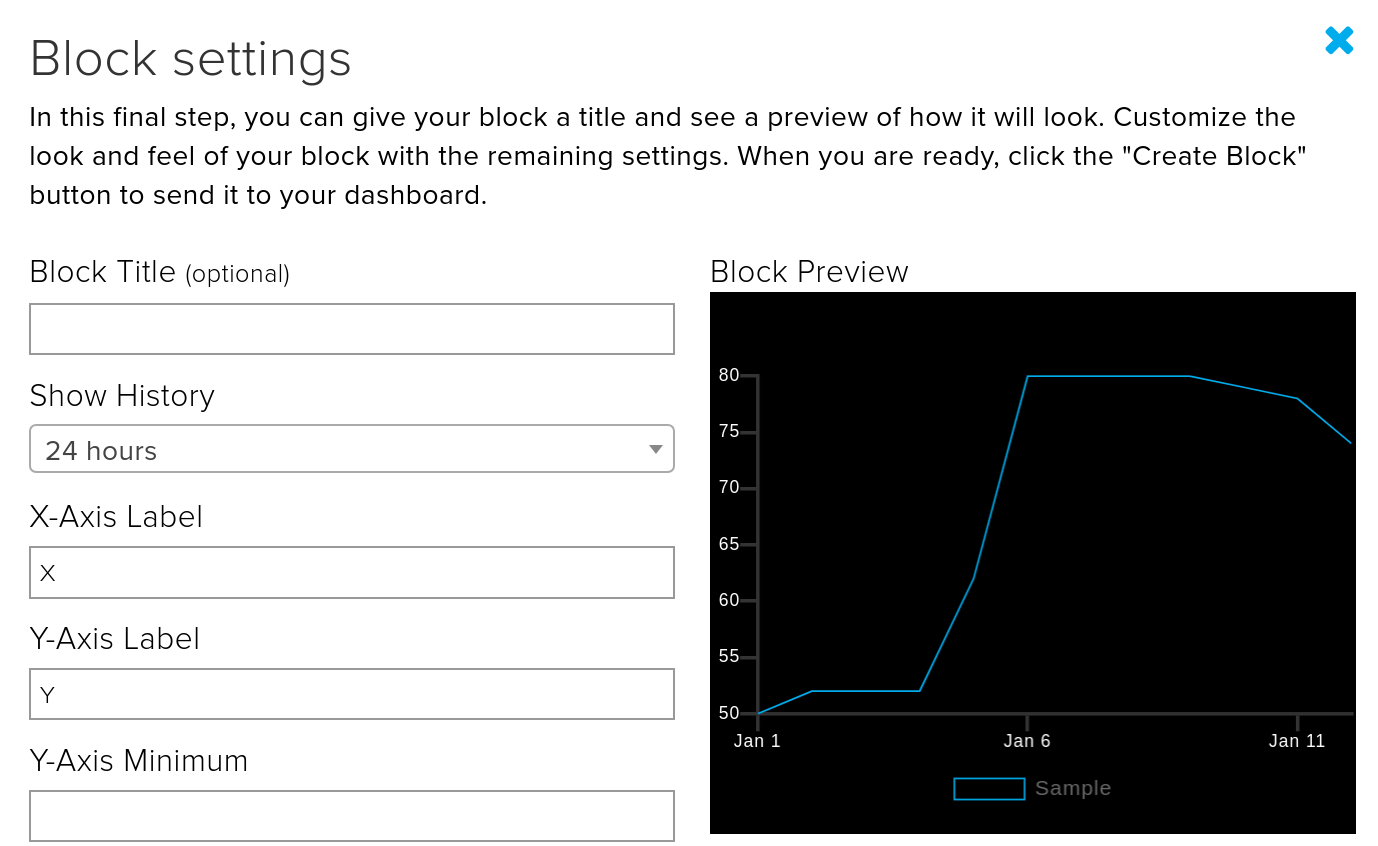 Block settings
In this final step, you can give your block a title and see a preview of how it will look. Customize the
look and feel of your block with the remaining settings. When you are ready, click the "Create Block"
button to send it to your dashboard.
Block Title (optional)
Show History
24 hours
X-Axis Label
X
Y-Axis Label
Y
Y-Axis Minimum
Block Preview
80
75
70
65
60
55
50
Jan 1 Jan 6 Jan 11
Sample